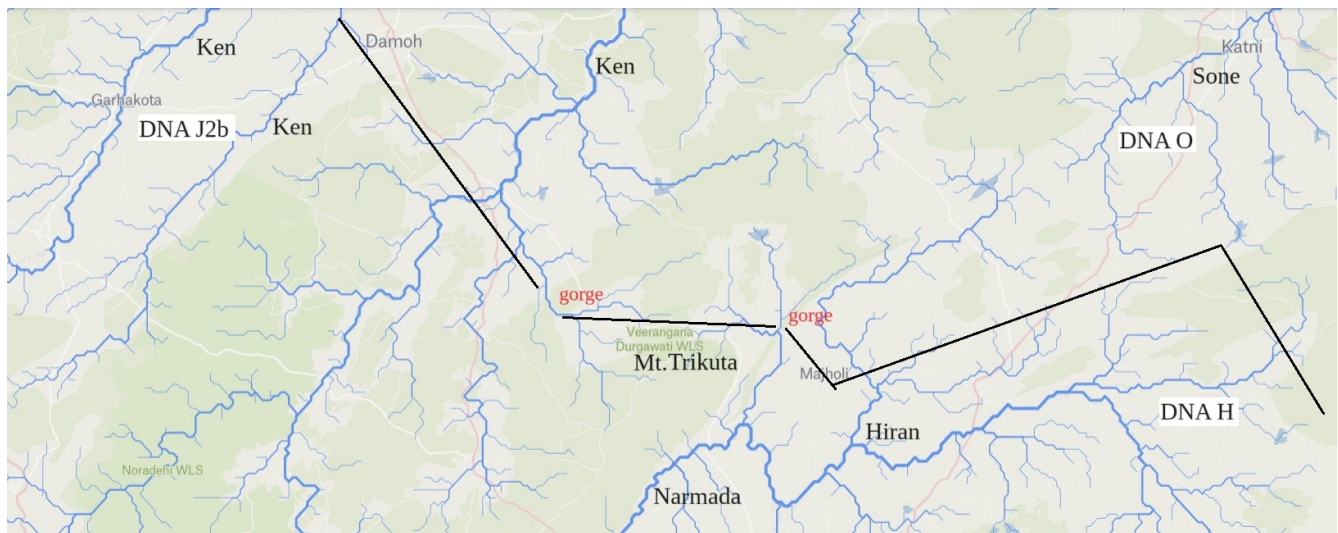 Ken
Damoh
Katni
Ken
Sone
Garhakota
DNA J2b
Ken
DNA O
gorge
gorge
Veerangana
Durgawati WLS
Mt.Trikuta
Majholi
DNA H
Hiran
Noradehi WLS
Narmada